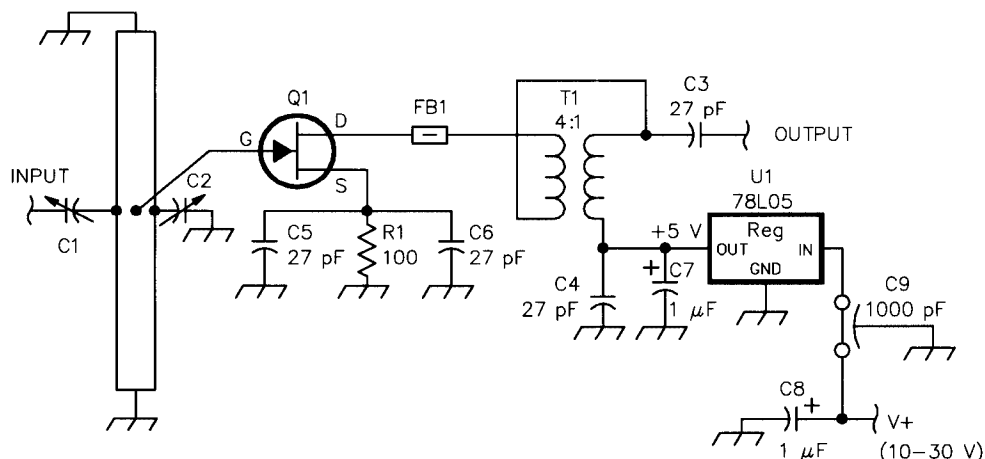 C3
27 pF
OUTPUT
T1
4:1
FB1
Q1
D
G
S
INPUT
C1
C2
C5
27 pF
R1
100
C6
27 pF
U1
78L05
Reg
OUT
IN
GND
+5 V
+
C7
1 µF
C4
27 pF
C9
1000 pF
C8
+
1 µF
V+
(10-30 V)